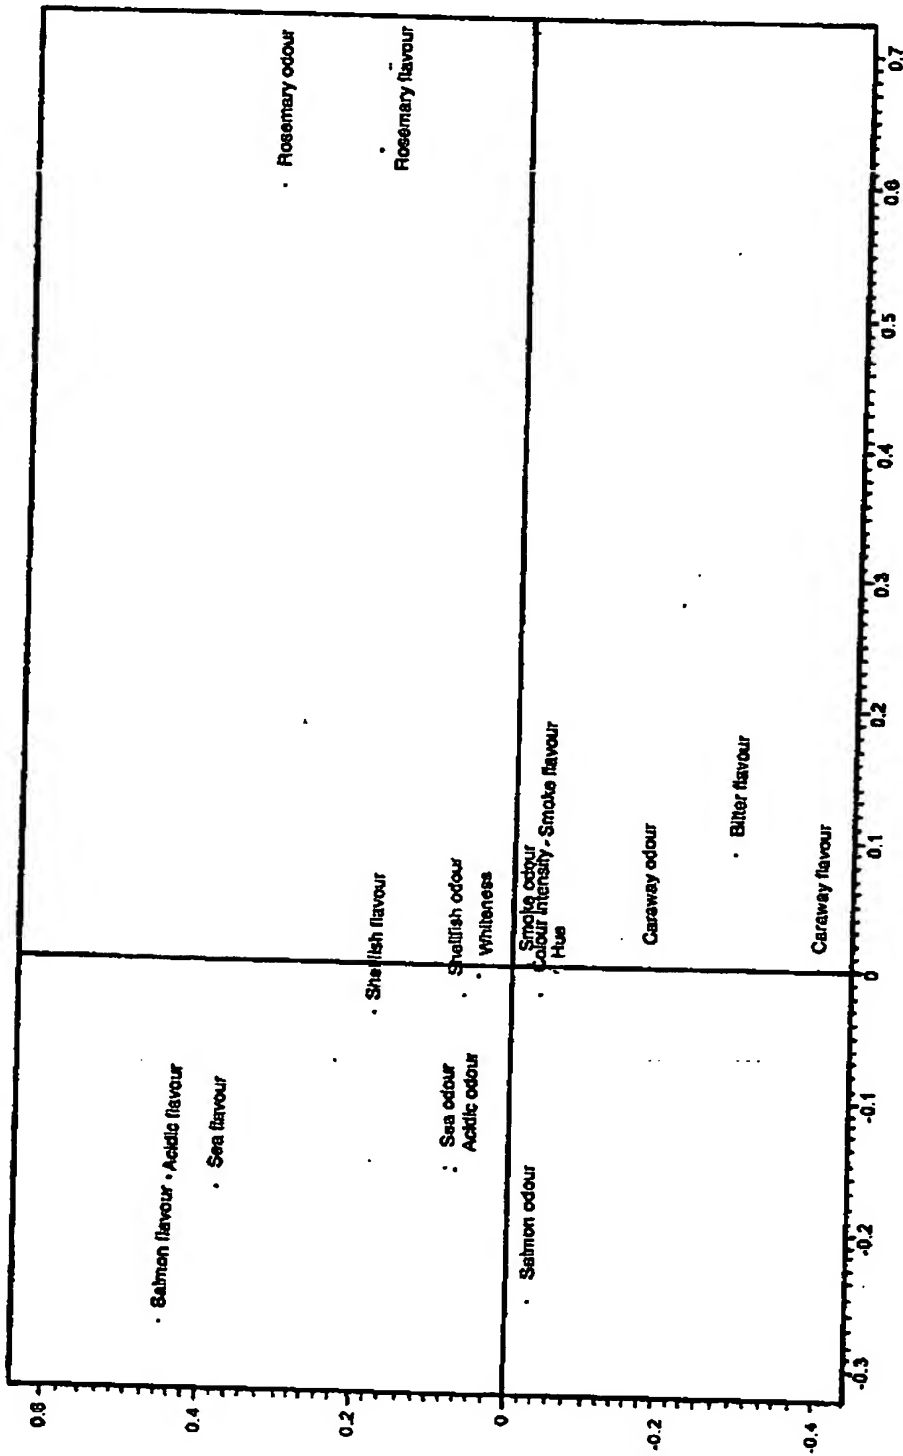 Rosemary odour
Rosemary flavour
Shellfish flavour
Shellfish odour
Whiteness
Smoke odour
Colour intensity
Smoke flavour
Hue
Caraway odour
Bitter flavour
Caraway flavour
Salmon flavour
Acidic flavour
Sea flavour
Sea odour
Acidic odour
Salmon odour
0.6
0.4
0.2
0
-0.2
-0.4
-0.3
-0.2
-0.1
0
0.1
0.2
0.3
0.4
0.5
0.6
0.7